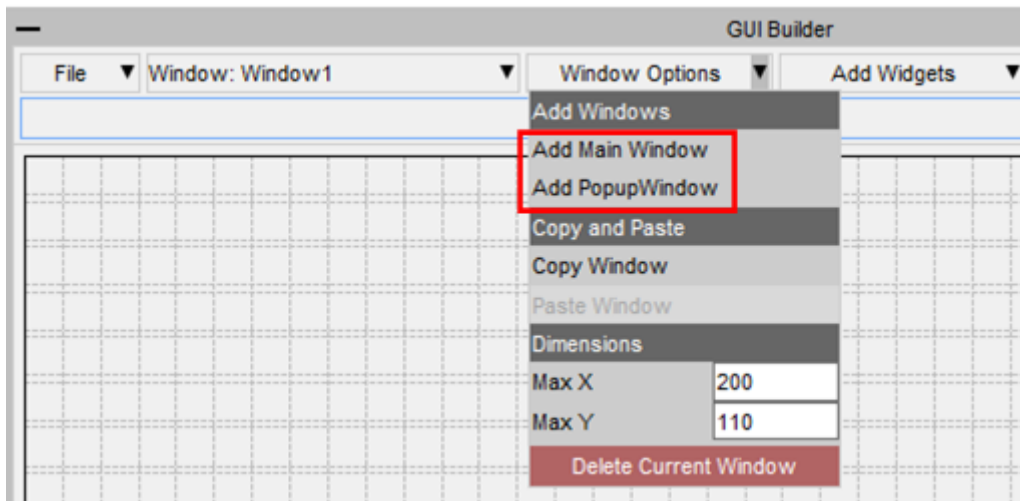 GUI Builder
File ▼ Window: Window1 ▼ Window Options ▼ Add Widgets ▼
Add Windows
Add Main Window
Add PopupWindow
Copy and Paste
Copy Window
Paste Window
Dimensions
Max X 200
Max Y 110
Delete Current Window